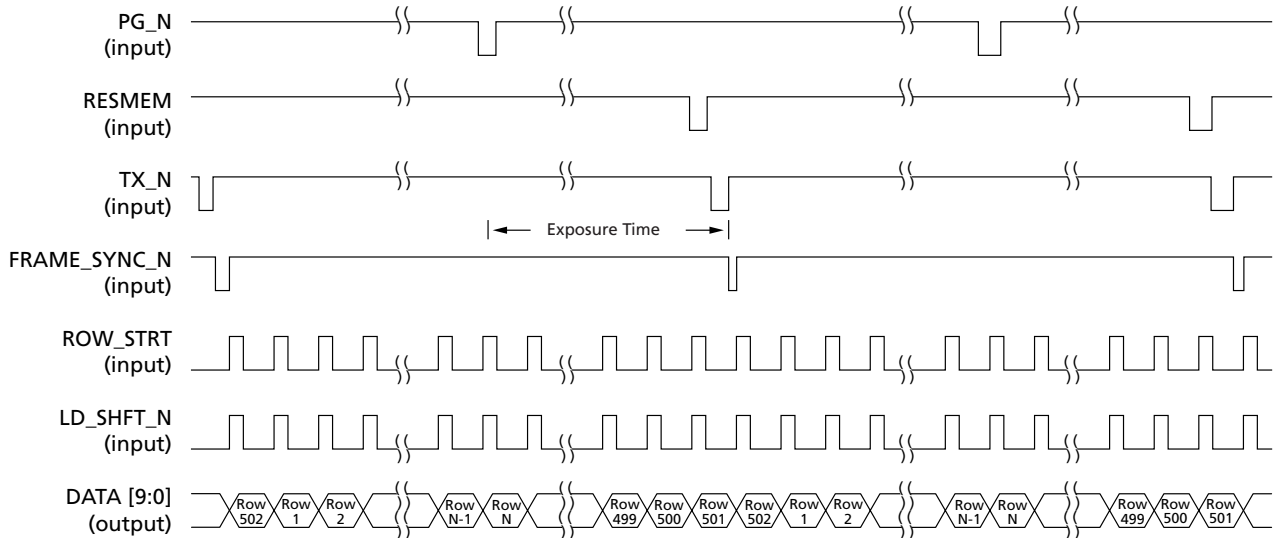 PG_N
(input)
RESMEM
(input)
TX_N
(input)
Exposure Time
FRAME_SYNC_N
(input)
ROW_STRT
(input)
LD_SHFT_N
(input)
DATA [9:0]
(output)
Row 502
Row 1
Row 2
Row N-1
Row N
Row 499
Row 500
Row 501
Row 502
Row 1
Row 2
Row N-1
Row N
Row 499
Row 500
Row 501